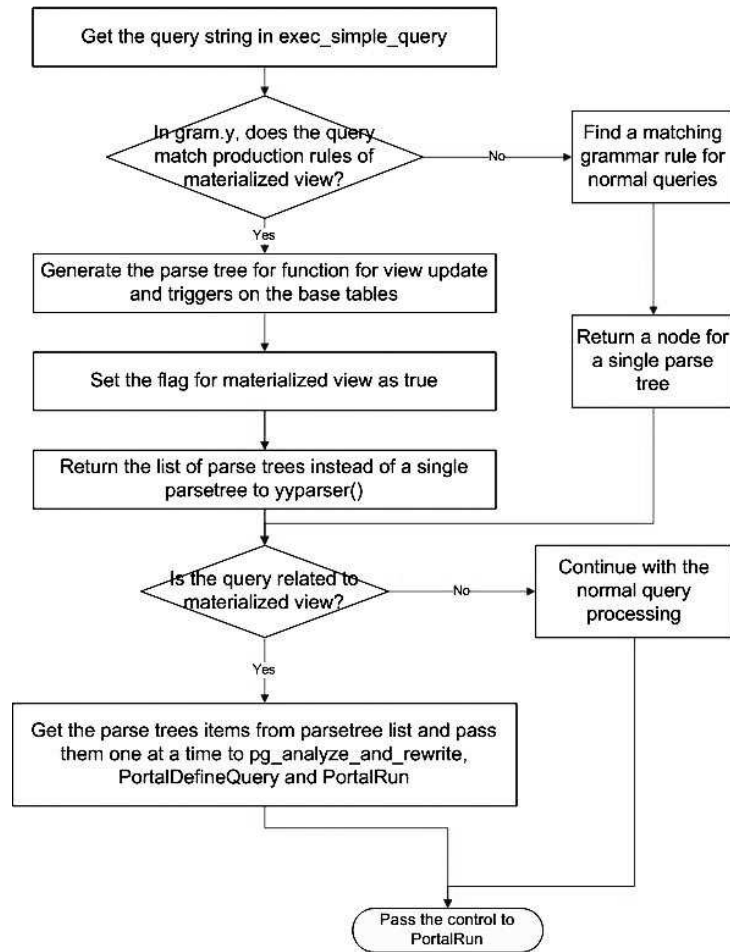 Get the query string in exec_simple_query
In gram.y, does the query
match production rules of
materialized view?
No
Find a matching
grammar rule for
normal queries
Yes
Generate the parse tree for function for view update
and triggers on the base tables
Return a node for
a single parse
tree
Set the flag for materialized view as true
Return the list of parse trees instead of a single
parsetree to yyparser()
Is the query related to
materialized view?
No
Continue with the
normal query
processing
Yes
Get the parse trees items from parsetree list and pass
them one at a time to pg_analyze_and_rewrite,
PortalDefineQuery and PortalRun
Pass the control to
PortalRun